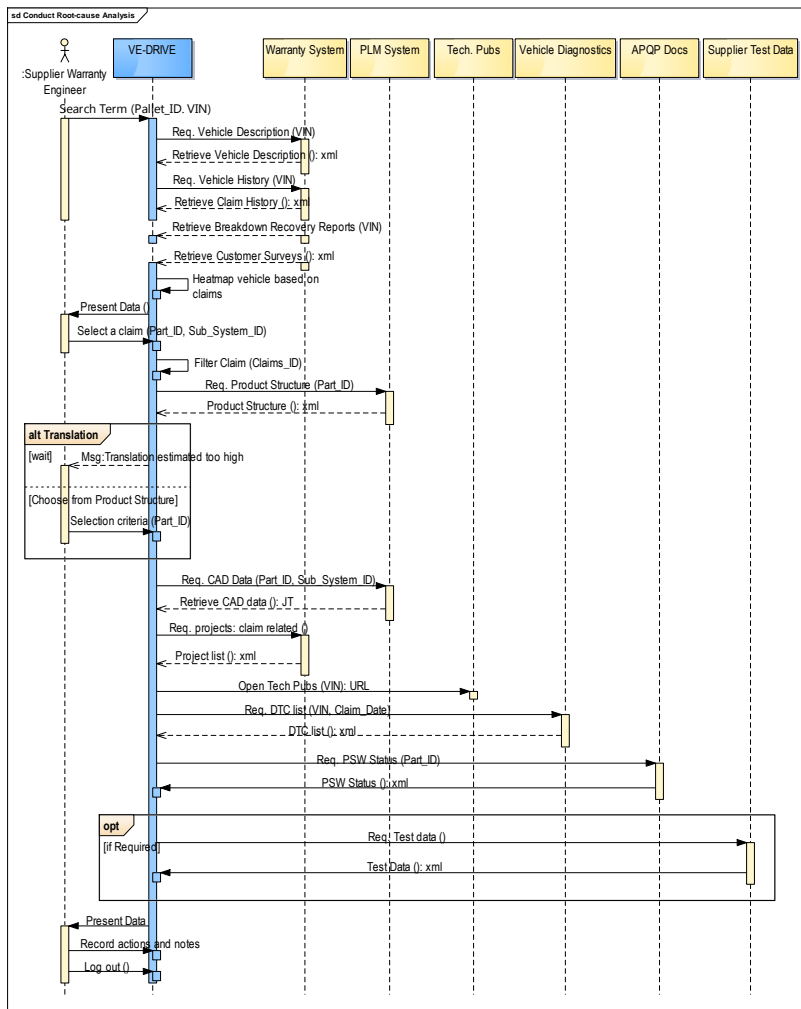 sd Conduct Root-cause Analysis
:Supplier Warranty
Engineer
VE-DRIVE
Warranty System
PLM System
Tech. Pubs
Vehicle Diagnostics
APQP Docs
Supplier Test Data
Search Term (Pallet_ID. VIN)
Req. Vehicle Description (VIN)
Retrieve Vehicle Description (): xml
Req. Vehicle History (VIN)
Retrieve Claim History (): xml
Retrieve Breakdown Recovery Reports (VIN)
Retrieve Customer Surveys (): xml
Heatmap vehicle based on
claims
Present Data ()
Select a claim (Part_ID, Sub_System_ID)
Filter Claim (Claims_ID)
Req. Product Structure (Part_ID)
Product Structure (): xml
alt Translation
[wait]
Msg:Translation estimated too high
[Choose from Product Structure]
Selection criteria (Part_ID)
Req. CAD Data (Part_ID, Sub_System_ID)
Retrieve CAD data (): JT
Req. projects: claim related ()
Project list (): xml
Open Tech Pubs (VIN): URL
Req. DTC list (VIN, Claim_Date)
DTC list (): xml
Req. PSW Status (Part_ID)
PSW Status (): xml
opt
[if Required]
Req. Test data ()
Test Data (): xml
Present Data
Record actions and notes
Log out ()